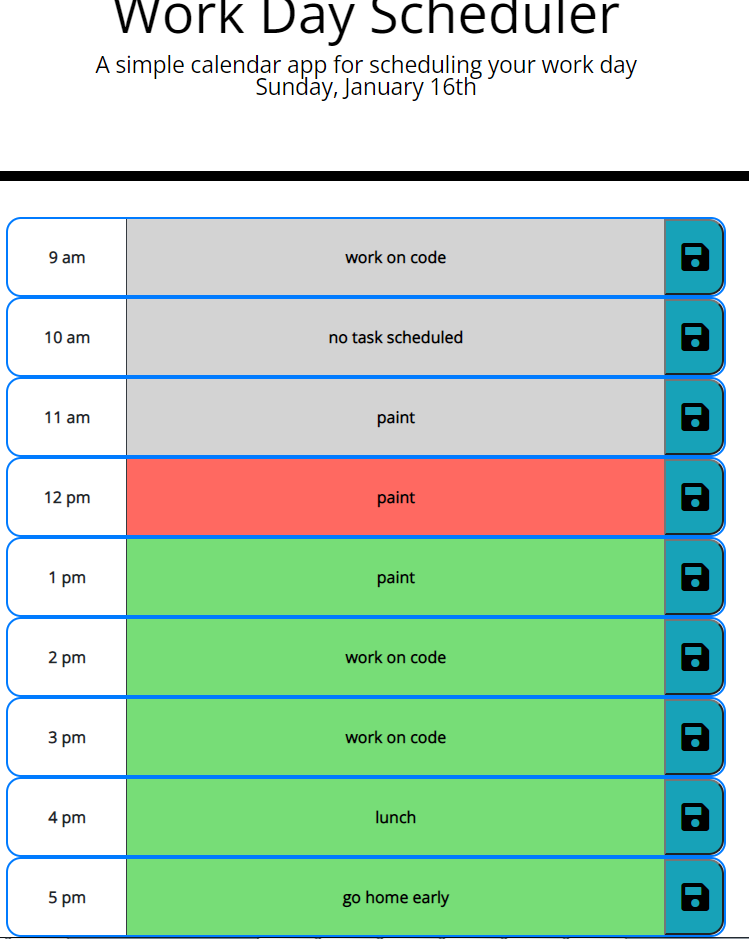 Work Day Scheduler
A simple calendar app for scheduling your work day
Sunday, January 16th
9 am work on code
10 am no task scheduled
11 am paint
12 pm paint
1 pm paint
2 pm work on code
3 pm work on code
4 pm lunch
5 pm go home early